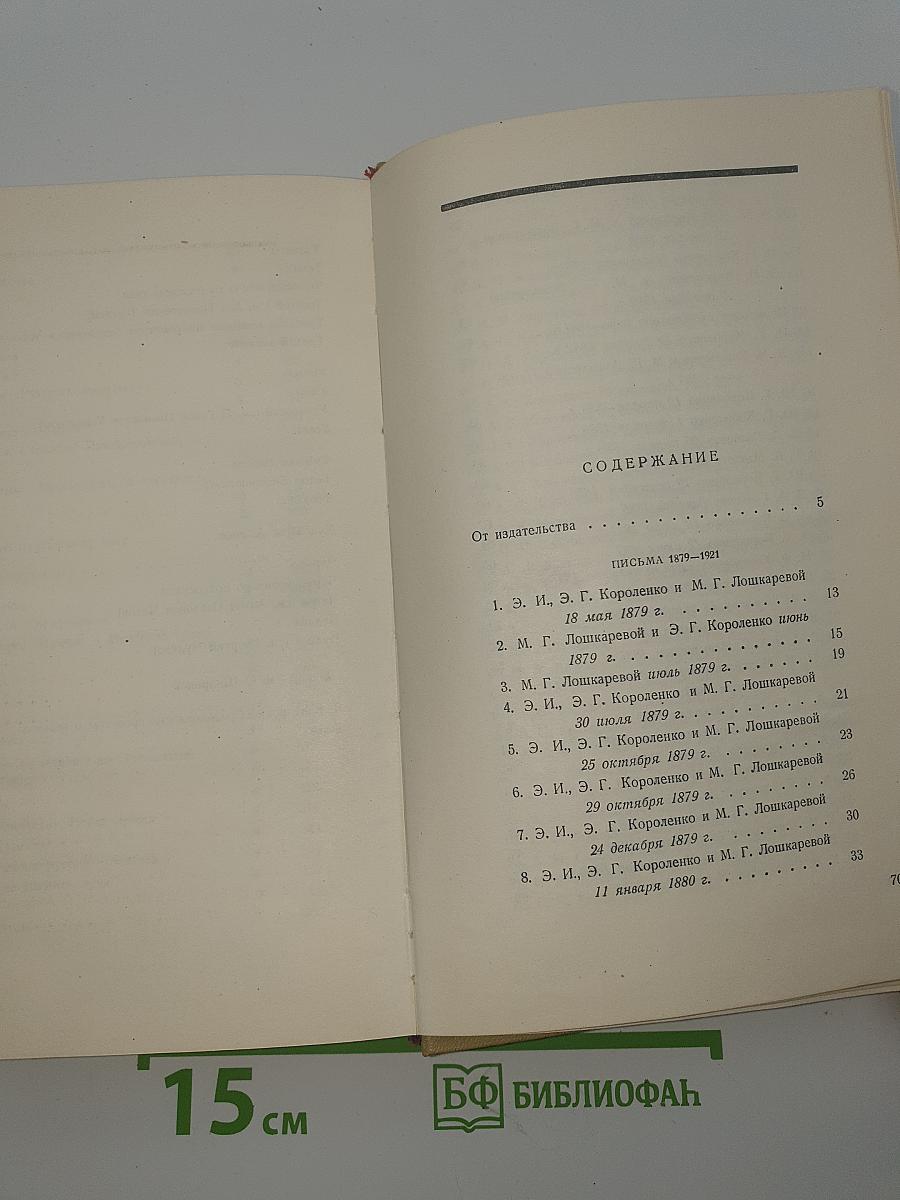 СОДЕРЖАНИЕ
От издательства . . . . . . . . . . . . . . . . 5
ПИСЬМА 1879—1921
1. Э. И., Э. Г. Короленко и М. Г. Лошкаревой
18 мая 1879 г. . . . . . . . . . . 13
2. М. Г. Лошкаревой и Э. Г. Короленко июнь
1879 г. . . . . . . . . . . . . . . 15
3. М. Г. Лошкаревой июль 1879 г. . . . . . . 19
4. Э. И., Э. Г. Короленко и М. Г. Лошкаревой
30 июля 1879 г. . . . . . . . . . 21
5. Э. И., Э. Г. Короленко и М. Г. Лошкаревой
25 октября 1879 г. . . . . . . . . 23
6. Э. И., Э. Г. Короленко и М. Г. Лошкаревой
29 октября 1879 г. . . . . . . . . 26
7. Э. И., Э. Г. Короленко и М. Г. Лошкаревой
24 декабря 1879 г. . . . . . . . . 30
8. Э. И., Э. Г. Короленко и М. Г. Лошкаревой
11 января 1880 г. . . . . . . . . . 33
70
15 см
БФ БИБЛИОФАН